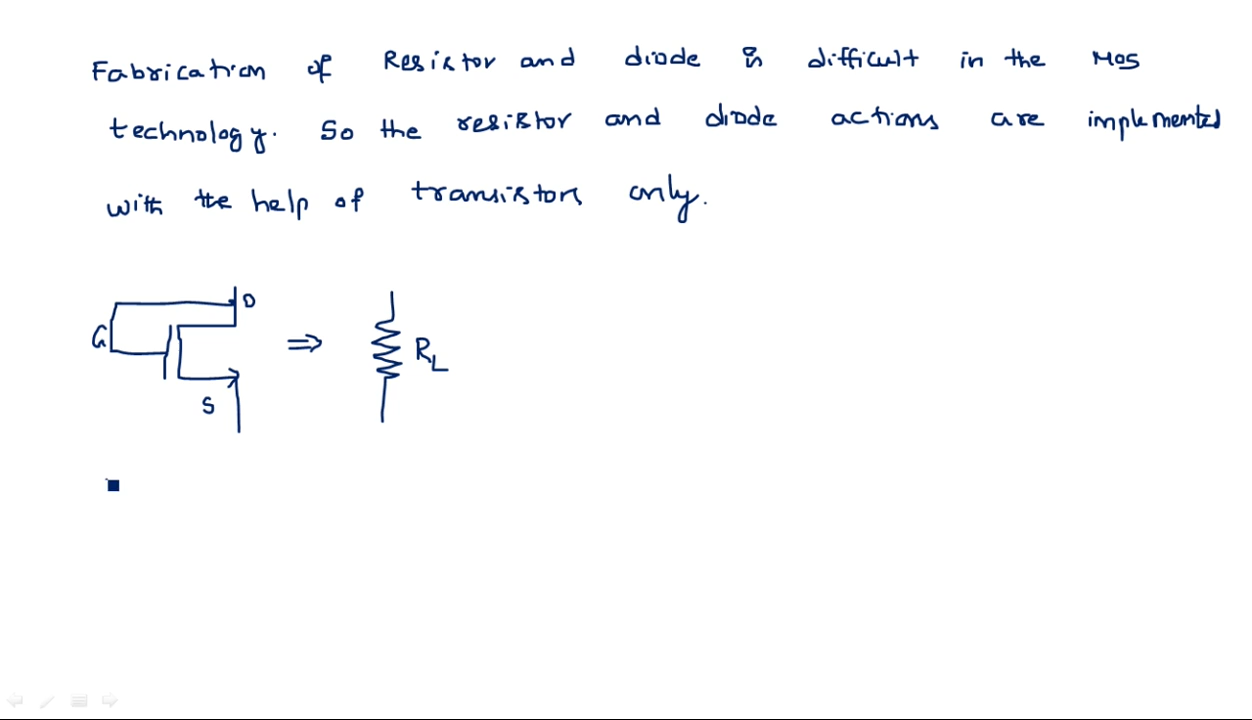 Fabrication of Resistor and diode is difficult in the MOS
technology. So the resistor and diode actions are implemented
with the help of transistors only.
D
G
R_L
S